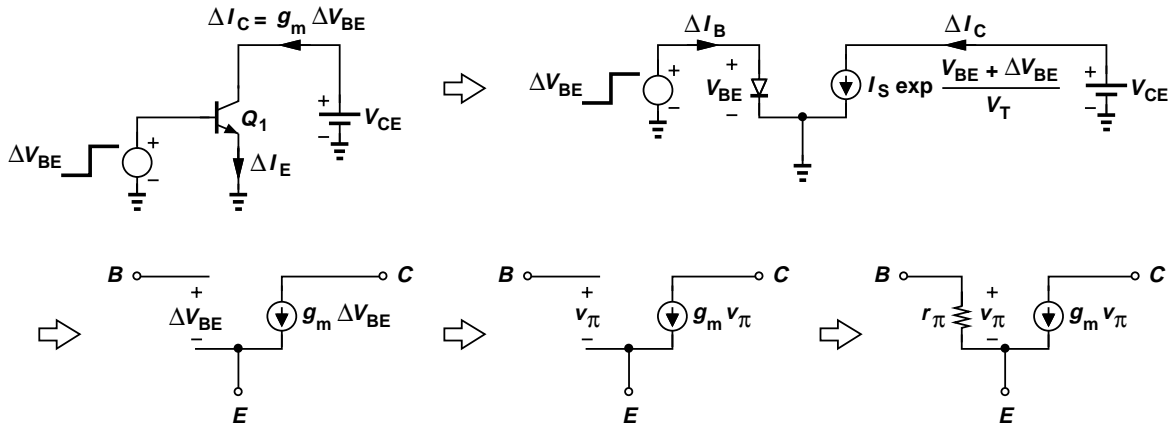 ΔI_C = g_m ΔV_BE
ΔV_BE
+
−
Q_1
ΔI_E
+
−
V_CE
ΔV_BE
+
−
ΔI_B
+
V_BE
−
I_S exp (V_BE + ΔV_BE) / V_T
ΔI_C
+
−
V_CE
B
+
ΔV_BE
−
g_m ΔV_BE
C
E
B
+
v_π
−
g_m v_π
C
E
B
r_π
+
v_π
−
g_m v_π
C
E